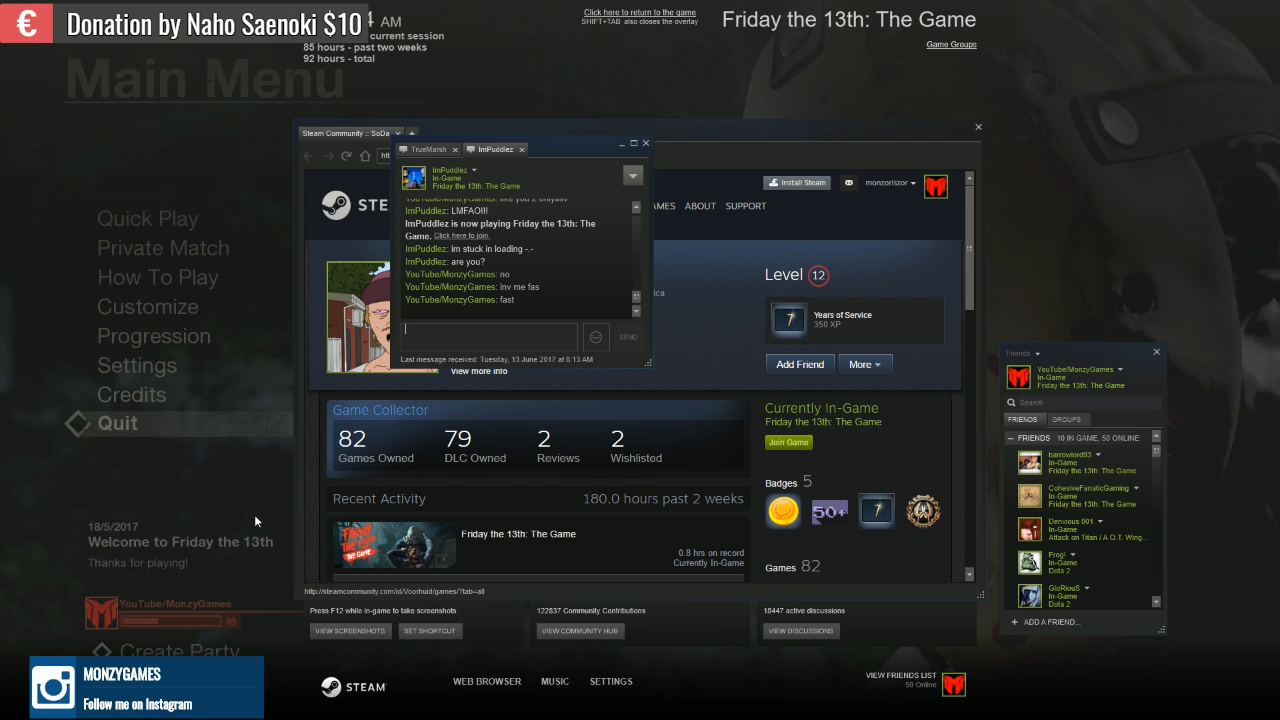 €
Donation by Naho Saenoki $10
AM
current session
85 hours - past two weeks
92 hours - total
Click here to return to the game
SHIFT+TAB also closes the overlay
Friday the 13th: The Game
Game Groups
Main Menu
Quick Play
Private Match
How To Play
Customize
Progression
Settings
Credits
Quit
18/5/2017
Welcome to Friday the 13th
Thanks for playing!
YouTube/MonzyGames
46
Create Party
MONZYGAMES
Follow me on Instagram
Steam Community :: SoDa
TrueMarsh
ImPuddlez
ImPuddlez
In-Game
Friday the 13th: The Game
ImPuddlez: LMFAO!!!
ImPuddlez is now playing Friday the 13th: The
Game. Click here to join.
ImPuddlez: im stuck in loading -.-
ImPuddlez: are you?
YouTube/MonzyGames: no
YouTube/MonzyGames: inv me fas
YouTube/MonzyGames: fast
SEND
Last message received: Tuesday, 13 June 2017 at 8:13 AM
View more info
Install Steam
monzoriszor
ABOUT
SUPPORT
Level 12
Years of Service
350 XP
Add Friend
More
Game Collector
82
79
2
2
Games Owned
DLC Owned
Reviews
Wishlisted
Currently In-Game
Friday the 13th: The Game
Join Game
Recent Activity
180.0 hours past 2 weeks
Badges 5
50+
Friday the 13th: The Game
0.8 hrs on record
Currently In-Game
Games 82
http://steamcommunity.com/id/Voorhuid/games/?tab=all
Press F12 while in-game to take screenshots
VIEW SCREENSHOTS
SET SHORTCUT
122837 Community Contributions
VIEW COMMUNITY HUB
18447 active discussions
VIEW DISCUSSIONS
STEAM
WEB BROWSER
MUSIC
SETTINGS
VIEW FRIENDS LIST
50 Online
Friends
YouTube/MonzyGames
In-Game
Friday the 13th: The Game
Search
FRIENDS
GROUPS
FRIENDS 10 IN GAME, 50 ONLINE
barrowlord93
In-Game
Friday the 13th: The Game
CohesiveFanaticGaming
In-Game
Friday the 13th: The Game
Denvious 001
In-Game
Attack on Titan / A.O.T. Wing...
Frog!
In-Game
Dota 2
GloRiouS
In-Game
Dota 2
ADD A FRIEND...